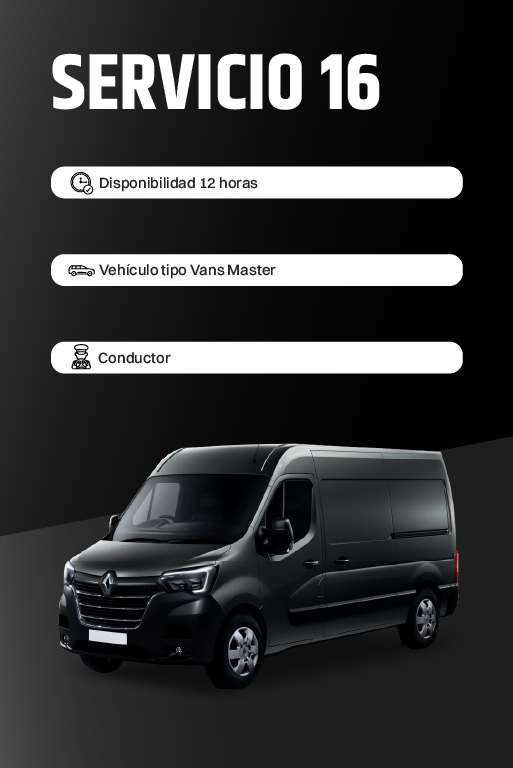 SERVICIO 16
Disponibilidad 12 horas
Vehículo tipo Vans Master
Conductor